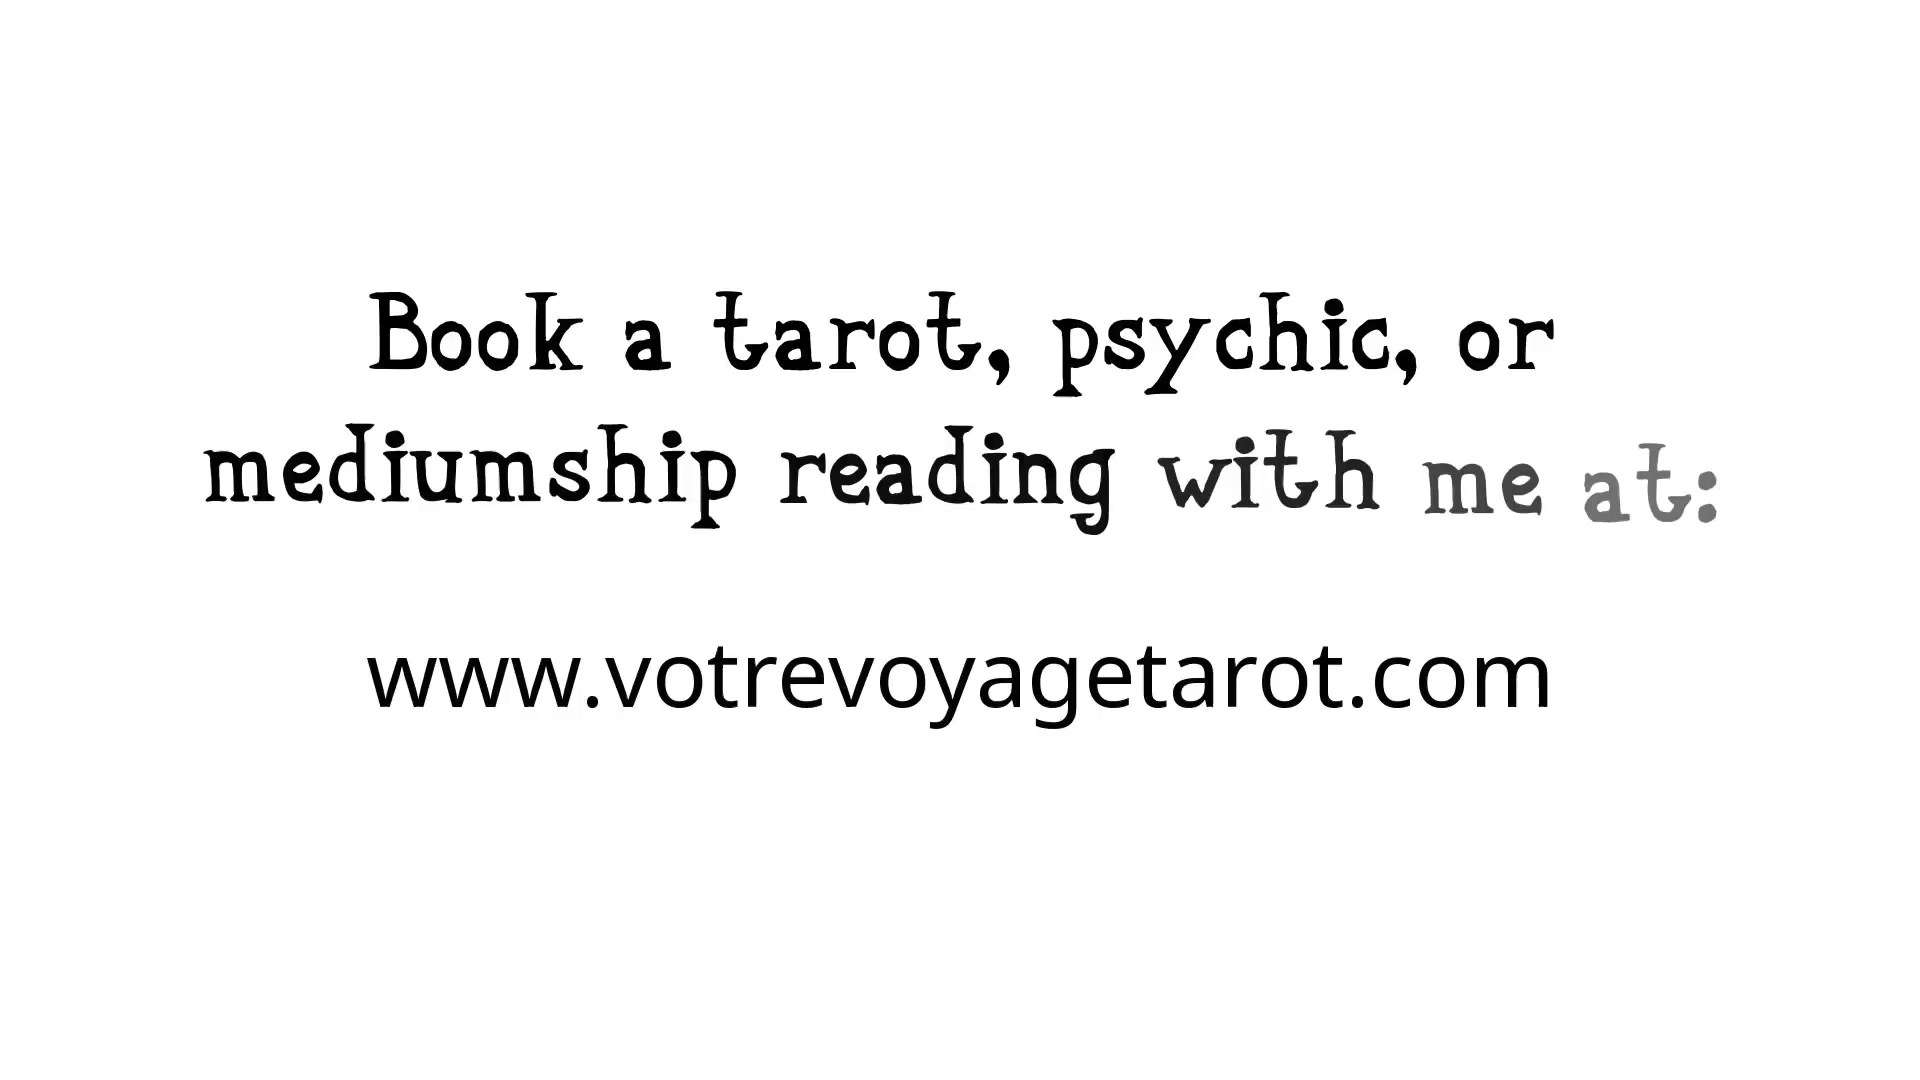 Book a tarot, psychic, or
mediumship reading with me at:
www.votrevoyagetarot.com